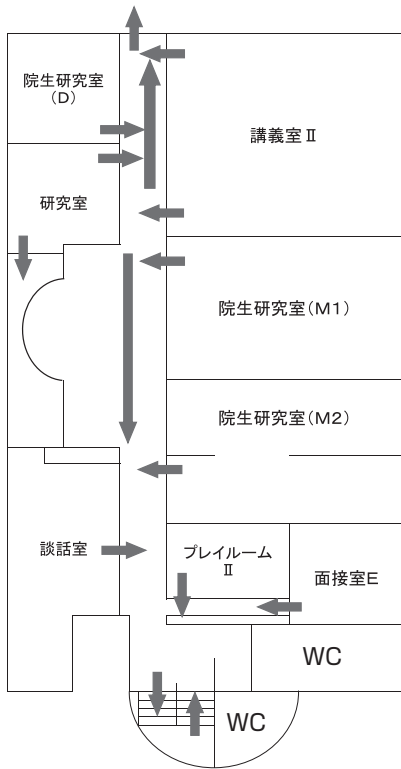 院生研究室
（D）
講義室Ⅱ
研究室
院生研究室（M1）
院生研究室（M2）
談話室
プレイルーム
Ⅱ
面接室E
WC
WC